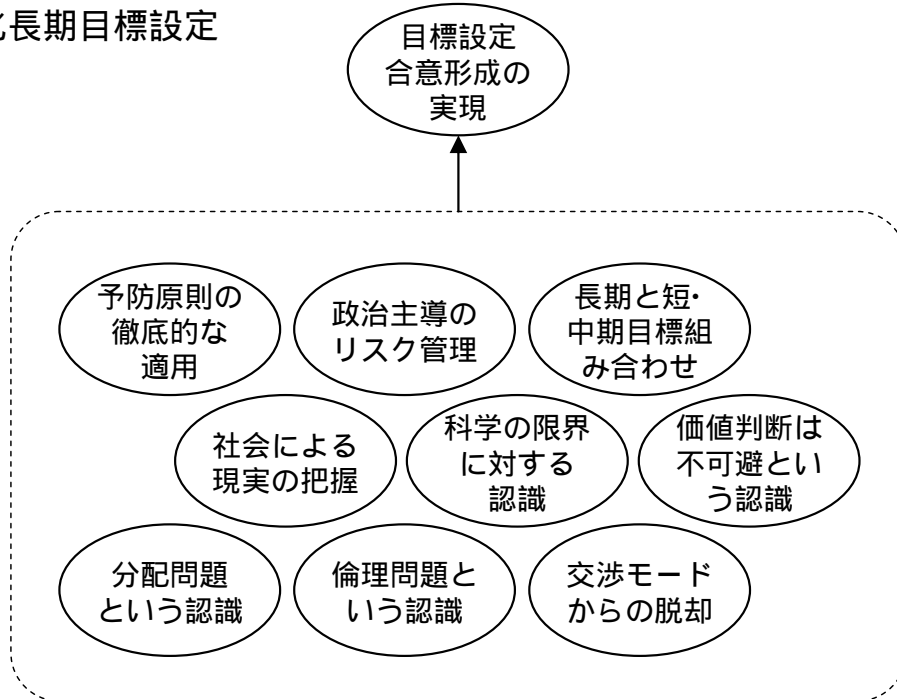 長期目標設定
目標設定
合意形成の
実現
予防原則の
徹底的な
適用
政治主導の
リスク管理
長期と短・
中期目標組
み合わせ
社会による
現実の把握
科学の限界
に対する
認識
価値判断は
不可避とい
う認識
分配問題
という認識
倫理問題と
いう認識
交渉モード
からの脱却